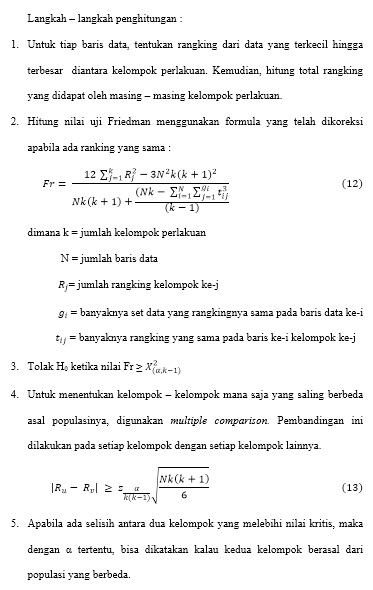 Langkah – langkah penghitungan :
1. Untuk tiap baris data, tentukan rangking dari data yang terkecil hingga
terbesar diantara kelompok perlakuan. Kemudian, hitung total rangking
yang didapat oleh masing – masing kelompok perlakuan.
2. Hitung nilai uji Friedman menggunakan formula yang telah dikoreksi
apabila ada ranking yang sama :
Fr = \frac{12 \sum_{j=1}^{k} R_j^2 - 3N^2k(k+1)^2}{Nk(k+1) + \frac{(Nk - \sum_{i=1}^{N} \sum_{j=1}^{g_i} t_{ij}^3}{(k-1)}} (12)
dimana k = jumlah kelompok perlakuan
N = jumlah baris data
R_j= jumlah rangking kelompok ke-j
g_i = banyaknya set data yang rangkingnya sama pada baris data ke-i
t_{ij} = banyaknya rangking yang sama pada baris ke-i kelompok ke-j
3. Tolak H₀ ketika nilai Fr ≥ X^2_{(α,k−1)}
4. Untuk menentukan kelompok – kelompok mana saja yang saling berbeda
asal populasinya, digunakan multiple comparison. Pembandingan ini
dilakukan pada setiap kelompok dengan setiap kelompok lainnya.
|R_u − R_v| ≥ z_{\frac{α}{k(k−1)}} \sqrt{\frac{Nk(k+1)}{6}} (13)
5. Apabila ada selisih antara dua kelompok yang melebihi nilai kritis, maka
dengan α tertentu, bisa dikatakan kalau kedua kelompok berasal dari
populasi yang berbeda.